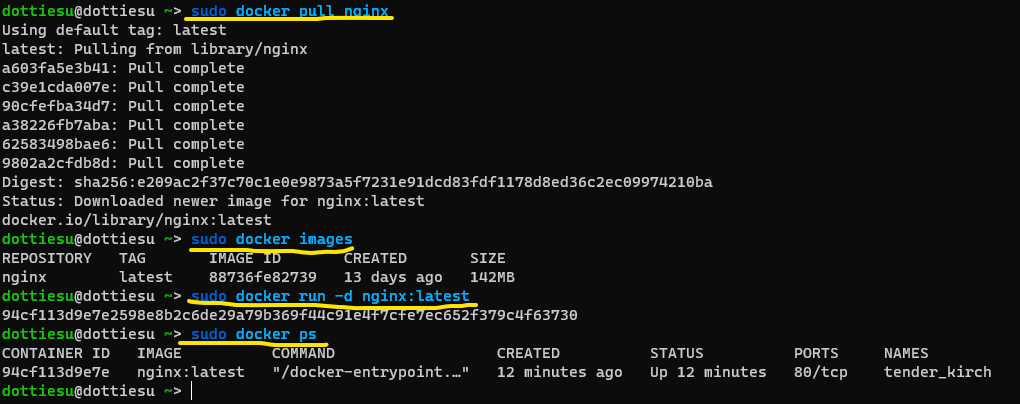 dottiesu@dottiesu ~> sudo docker pull nginx
Using default tag: latest
latest: Pulling from library/nginx
a603fa5e3b41: Pull complete
c39e1cda007e: Pull complete
90cfefba34d7: Pull complete
a38226fb7aba: Pull complete
62583498bae6: Pull complete
9802a2cfdb8d: Pull complete
Digest: sha256:e209ac2f37c70c1e0e9873a5f7231e91dcd83fdf1178d8ed36c2ec09974210ba
Status: Downloaded newer image for nginx:latest
docker.io/library/nginx:latest
dottiesu@dottiesu ~> sudo docker images
REPOSITORY   TAG       IMAGE ID       CREATED       SIZE
nginx        latest    88736fe82739   13 days ago   142MB
dottiesu@dottiesu ~> sudo docker run -d nginx:latest
94cf113d9e7e2598e8b2c6de29a79b369f44c91e4f7cfe7ec652f379c4f63730
dottiesu@dottiesu ~> sudo docker ps
CONTAINER ID   IMAGE          COMMAND                  CREATED          STATUS          PORTS     NAMES
94cf113d9e7e   nginx:latest   "/docker-entrypoint.…"   12 minutes ago   Up 12 minutes   80/tcp    tender_kirch
dottiesu@dottiesu ~>